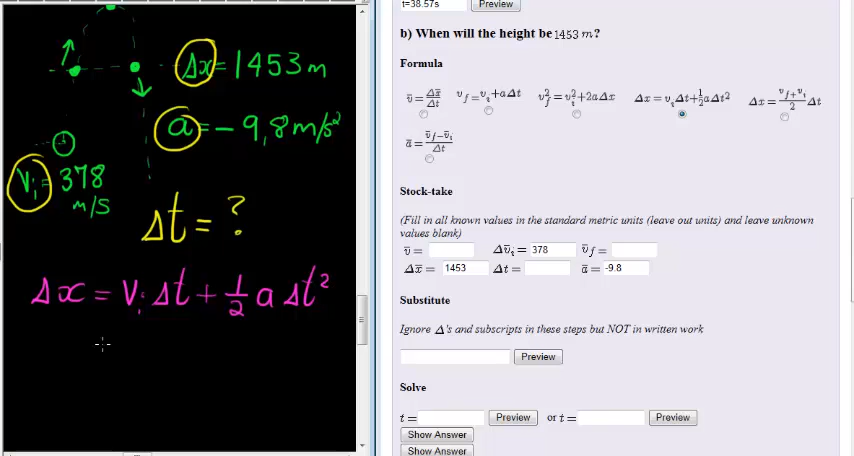 Δx = 1453 m
a = - 9,8 m/s²
Vi = 378
m/s
Δt = ?
Δx = Vi Δt + 1/2 a Δt²
t=38.57s Preview
b) When will the height be 1453 m?
Formula
v̄ = Δx̄/Δt v_f = v_i + aΔt v_f² = v_i² + 2aΔx Δx = v_iΔt + 1/2 aΔt² Δx = (v_f + v_i)/2 Δt
ā = (v̄_f − v̄_i)/Δt
Stock-take
(Fill in all known values in the standard metric units (leave out units) and leave unknown
values blank)
v̄ = Δv̄_i = 378 v̄_f =
Δx̄ = 1453 Δt = ā = -9.8
Substitute
Ignore Δ's and subscripts in these steps but NOT in written work
Preview
Solve
t = Preview or t = Preview
Show Answer
Show Answer